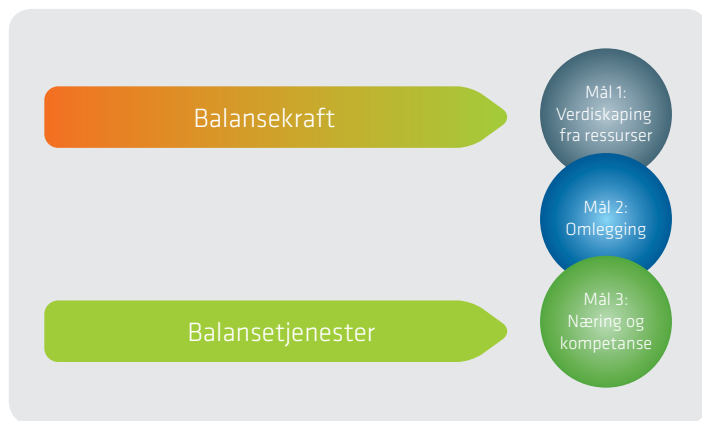 Balansekraft
Mål 1:
Verdiskaping
fra ressurser
Mål 2:
Omlegging
Balansetjenester
Mål 3:
Næring og
kompetanse